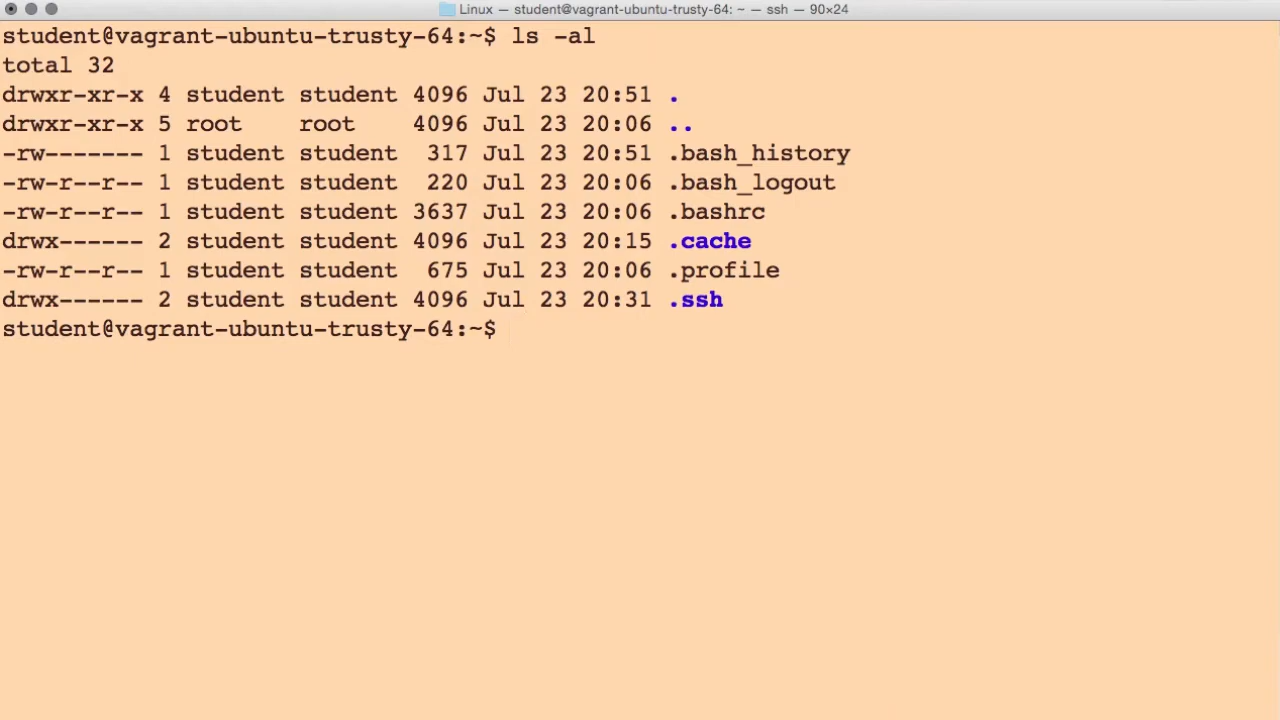 Linux — student@vagrant-ubuntu-trusty-64: ~ — ssh — 90×24
student@vagrant-ubuntu-trusty-64:~$ ls -al
total 32
drwxr-xr-x 4 student student 4096 Jul 23 20:51 .
drwxr-xr-x 5 root    root    4096 Jul 23 20:06 ..
-rw------- 1 student student  317 Jul 23 20:51 .bash_history
-rw-r--r-- 1 student student  220 Jul 23 20:06 .bash_logout
-rw-r--r-- 1 student student 3637 Jul 23 20:06 .bashrc
drwx------ 2 student student 4096 Jul 23 20:15 .cache
-rw-r--r-- 1 student student  675 Jul 23 20:06 .profile
drwx------ 2 student student 4096 Jul 23 20:31 .ssh
student@vagrant-ubuntu-trusty-64:~$